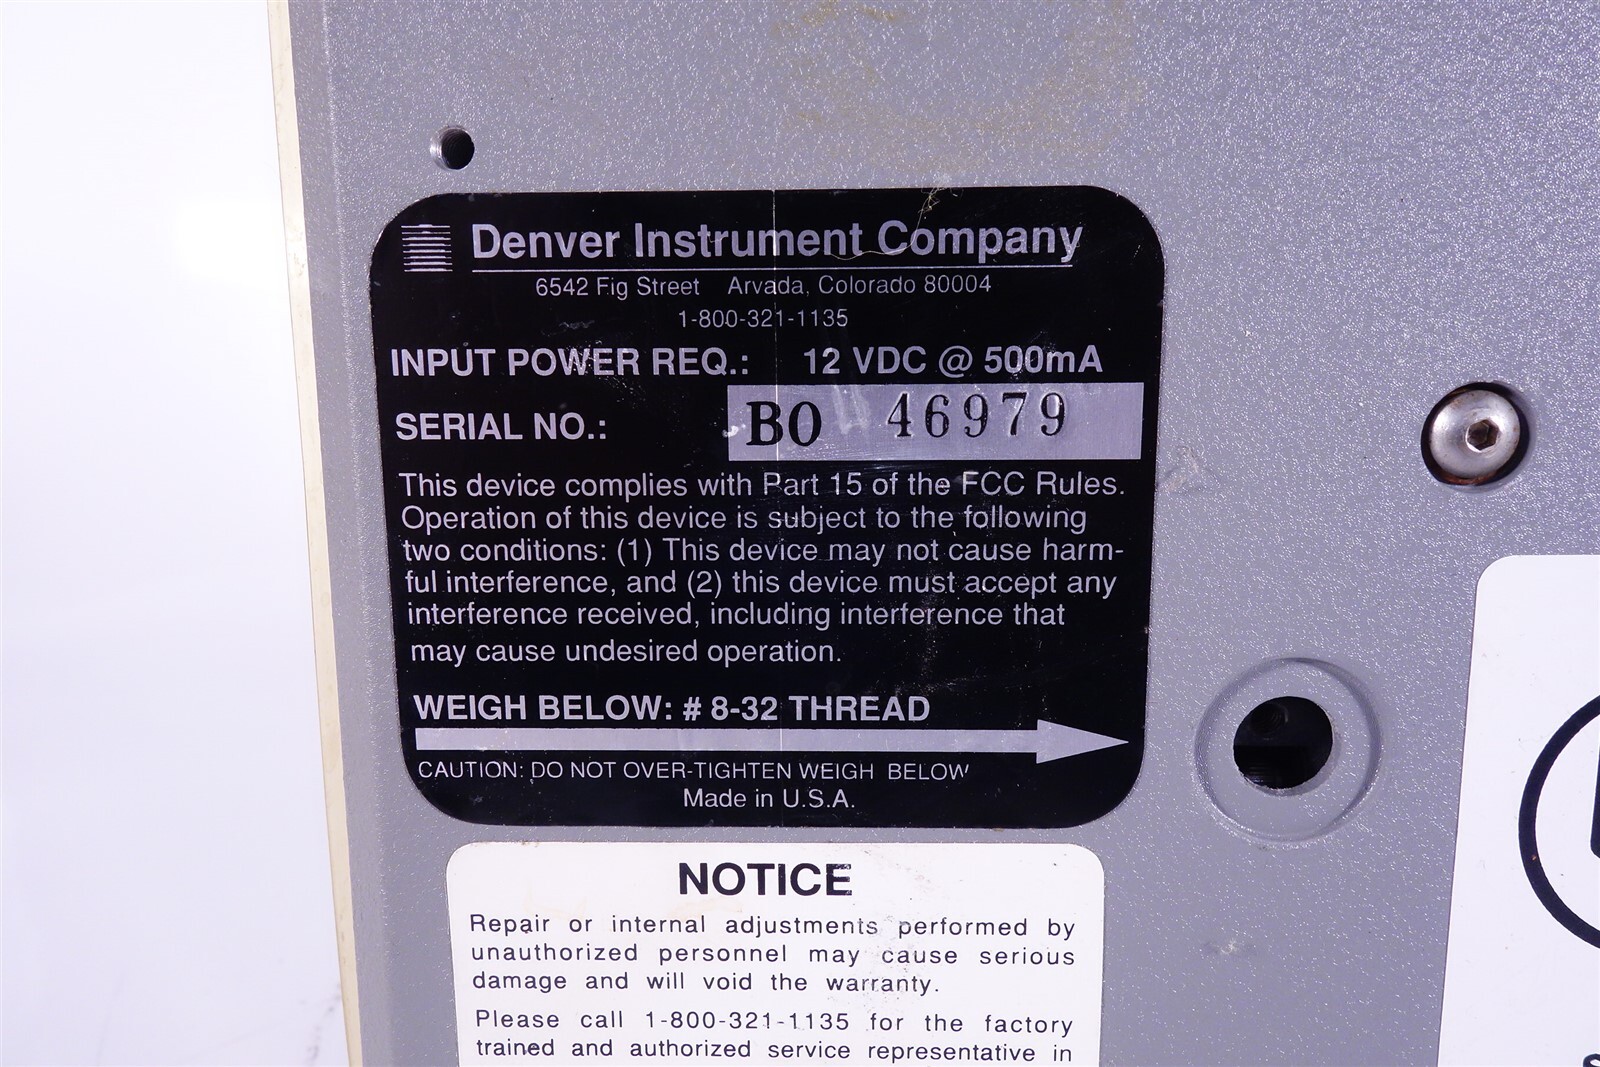 Denver Instrument Company
6542 Fig Street Arvada, Colorado 80004
1-800-321-1135
INPUT POWER REQ.: 12 VDC @ 500mA
SERIAL NO.: BO 46979
This device complies with Part 15 of the FCC Rules.
Operation of this device is subject to the following
two conditions: (1) This device may not cause harm-
ful interference, and (2) this device must accept any
interference received, including interference that
may cause undesired operation.
WEIGH BELOW: # 8-32 THREAD
CAUTION: DO NOT OVER-TIGHTEN WEIGH BELOW
Made in U.S.A.
NOTICE
Repair or internal adjustments performed by
unauthorized personnel may cause serious
damage and will void the warranty.
Please call 1-800-321-1135 for the factory
trained and authorized service representative in